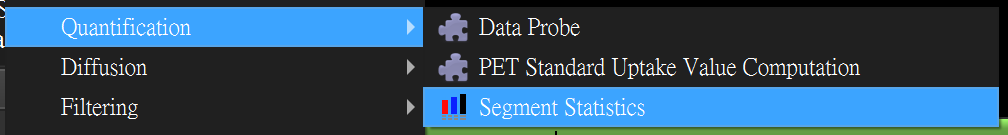 Quantification
Data Probe
Diffusion
PET Standard Uptake Value Computation
Filtering
Segment Statistics